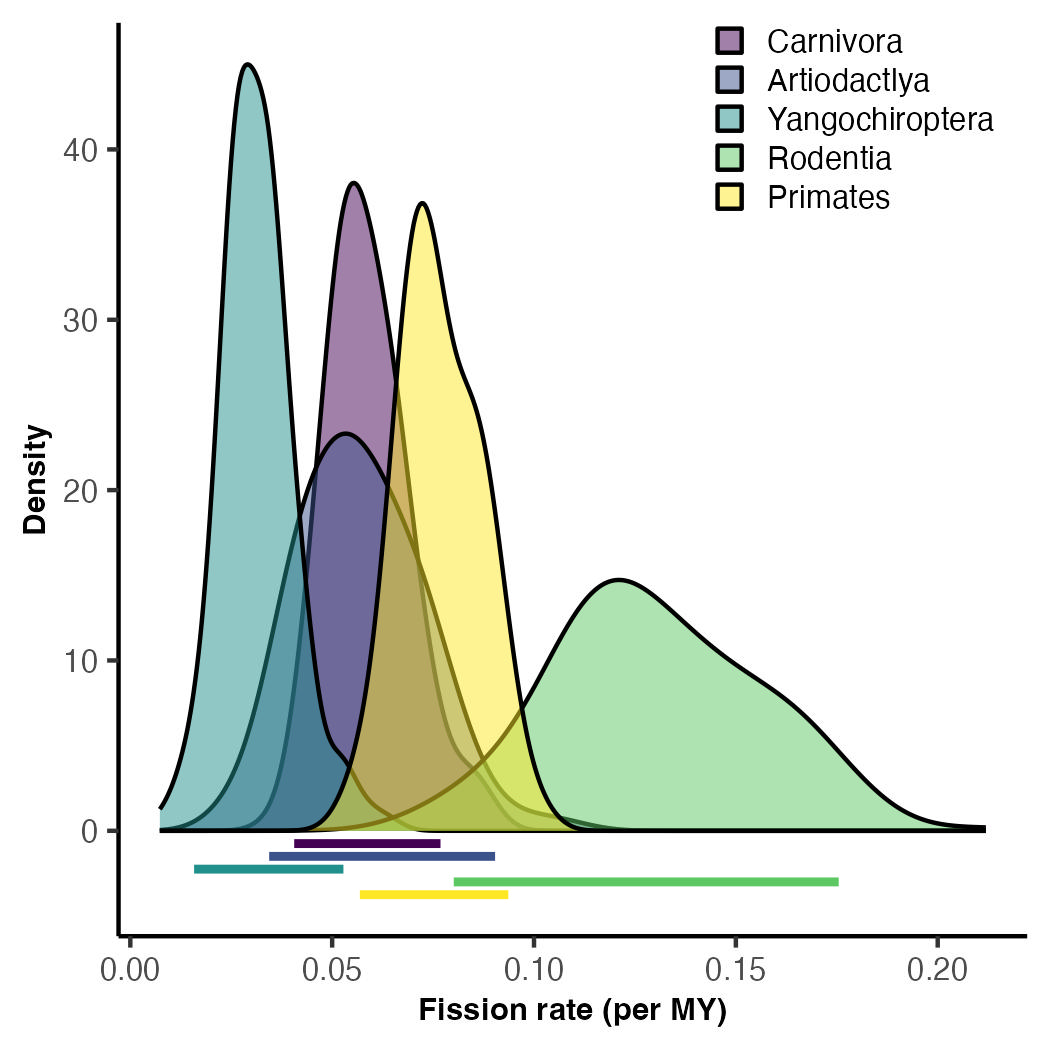 Carnivora
Artiodactlya
Yangochiroptera
Rodentia
Primates
40
30
20
10
0
Density
0.00 0.05 0.10 0.15 0.20
Fission rate (per MY)